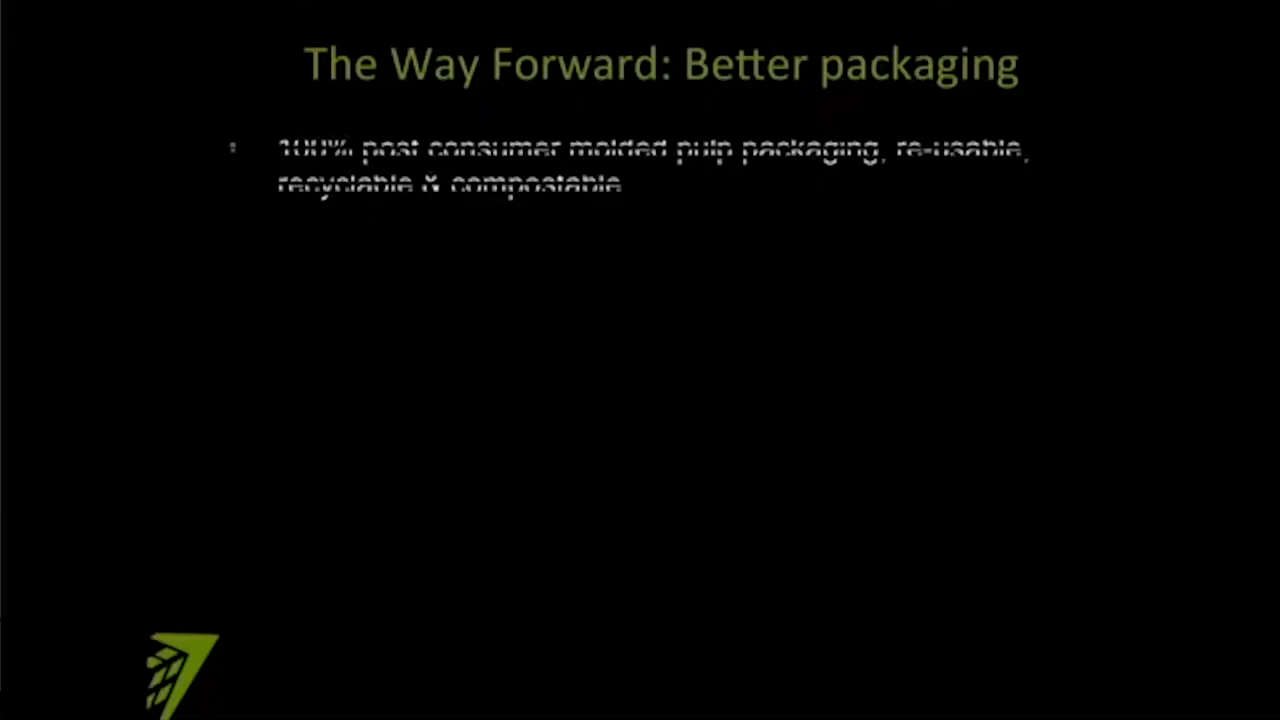 The Way Forward: Better packaging
100% post consumer molded pulp packaging, re-usable,
recyclable & compostable